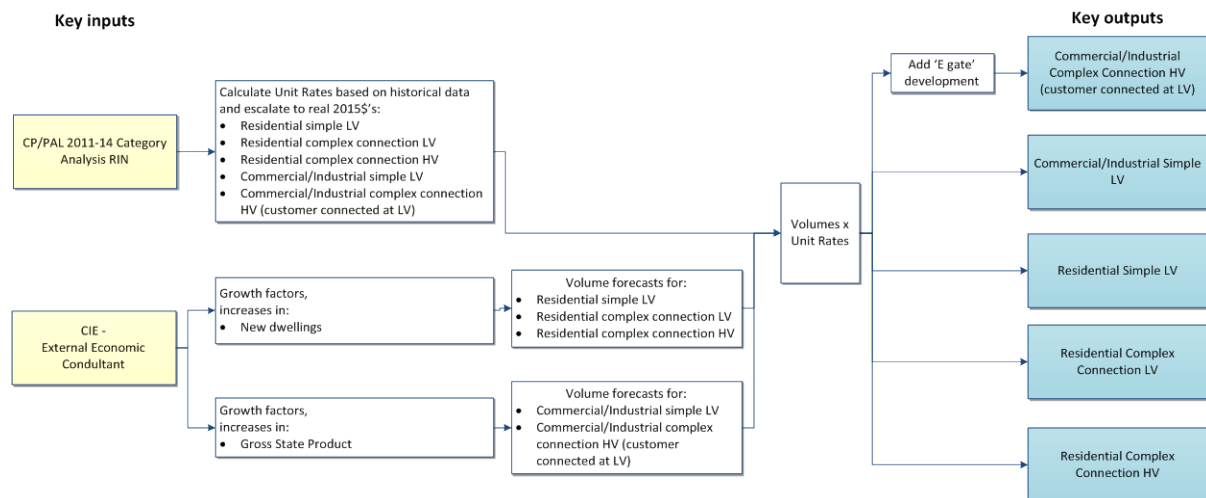 Key inputs
Key outputs
CP/PAL 2011-14 Category
Analysis RIN
Calculate Unit Rates based on historical data
and escalate to real 2015$'s:
• Residential simple LV
• Residential complex connection LV
• Residential complex connection HV
• Commercial/Industrial simple LV
• Commercial/Industrial complex connection
HV (customer connected at LV)
CIE -
External Economic
Condultant
Growth factors,
increases in:
• New dwellings
Volume forecasts for:
• Residential simple LV
• Residential complex connection LV
• Residential complex connection HV
Growth factors,
increases in:
• Gross State Product
Volume forecasts for:
• Commercial/Industrial simple LV
• Commercial/Industrial complex
connection HV (customer
connected at LV)
Volumes x
Unit Rates
Add 'E gate'
development
Commercial/Industrial
Complex Connection HV
(customer connected at LV)
Commercial/Industrial Simple
LV
Residential Simple LV
Residential Complex
Connection LV
Residential Complex
Connection HV